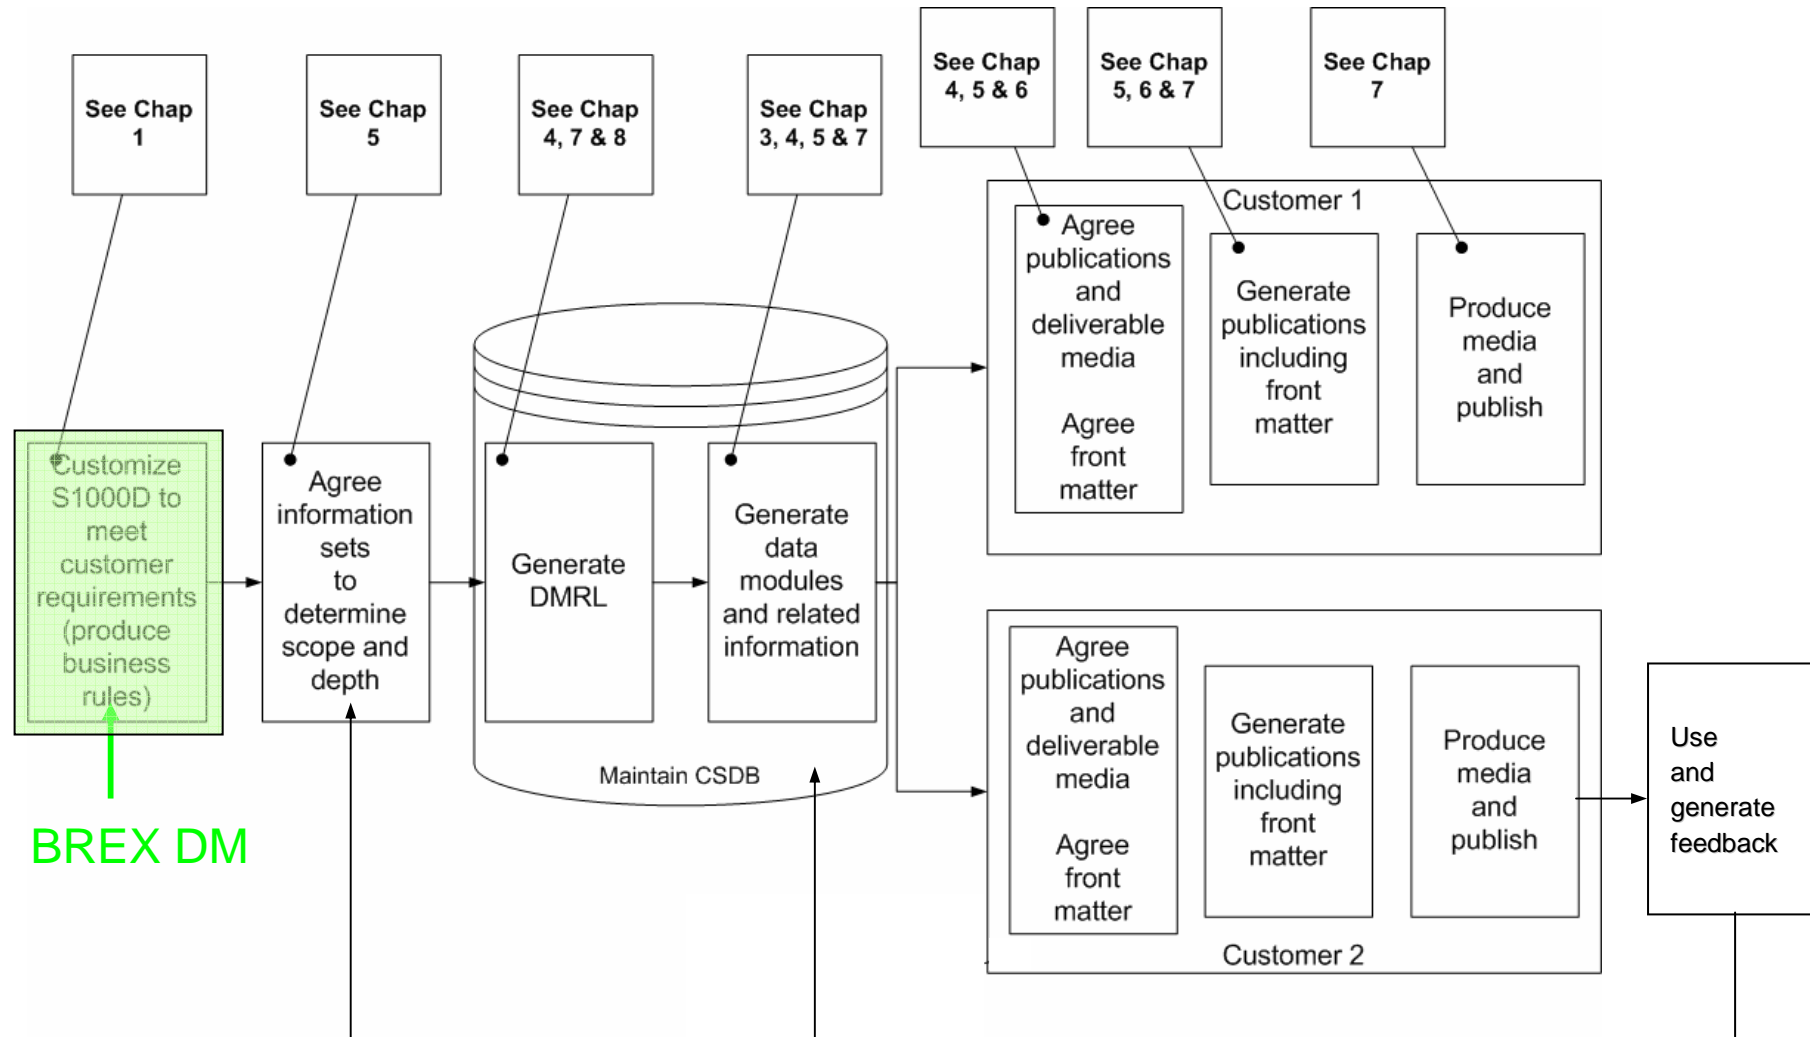 See Chap
1
See Chap
5
See Chap
4, 7 & 8
See Chap
3, 4, 5 & 7
See Chap
4, 5 & 6
See Chap
5, 6 & 7
See Chap
7
Customize
S1000D to
meet
customer
requirements
(produce
business
rules)
BREX DM
Agree
information
sets
to
determine
scope and
depth
Generate
DMRL
Generate
data
modules
and related
information
Maintain CSDB
Customer 1
Agree
publications
and
deliverable
media
Agree
front
matter
Generate
publications
including
front
matter
Produce
media
and
publish
Agree
publications
and
deliverable
media
Agree
front
matter
Generate
publications
including
front
matter
Produce
media
and
publish
Customer 2
Use
and
generate
feedback